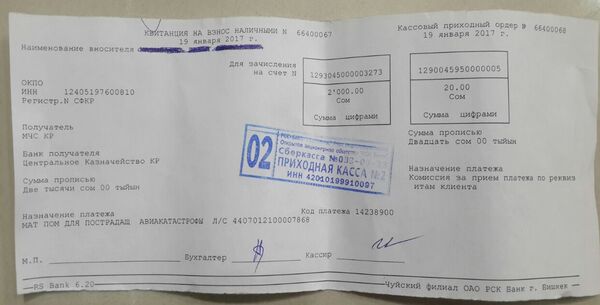 КВИТАНЦИЯ НА ВЗНОС НАЛИЧНЫМИ N 66400067
19 января 2017 г.
Наименование вносителя
Для зачисления
на счет N
1293045000003273
2'000.00
Сом
Сумма цифрами
ОКПО
ИНН 12405197600810
Регистр.N СФКР
Получатель
МЧС КР
Банк получателя
Центральное Казначейство КР
Сумма прописью
Две тысячи сом 00 тыйын
Назначение платежа
Код платежа 14238900
МАТ ПОМ ДЛЯ ПОСТРАДАЩ АВИАКАТАСТРОФЫ Л/С 4407012100007868
М.П.
Бухгалтер
Кассир
RS Bank 6.20
02
Сберкасса
ПРИХОДНАЯ КАССА №2
ИНН 42010199910097
Кассовый приходный ордер № 66400068
19 января 2017 г.
1290045950000005
20.00
Сом
Сумма цифрами
Сумма прописью
Двадцать сом 00 тыйын
Назначение платежа
Комиссия за прием платежа по реквиз
итам клиента
Чуйский филиал ОАО РСК Банк г. Бишкек